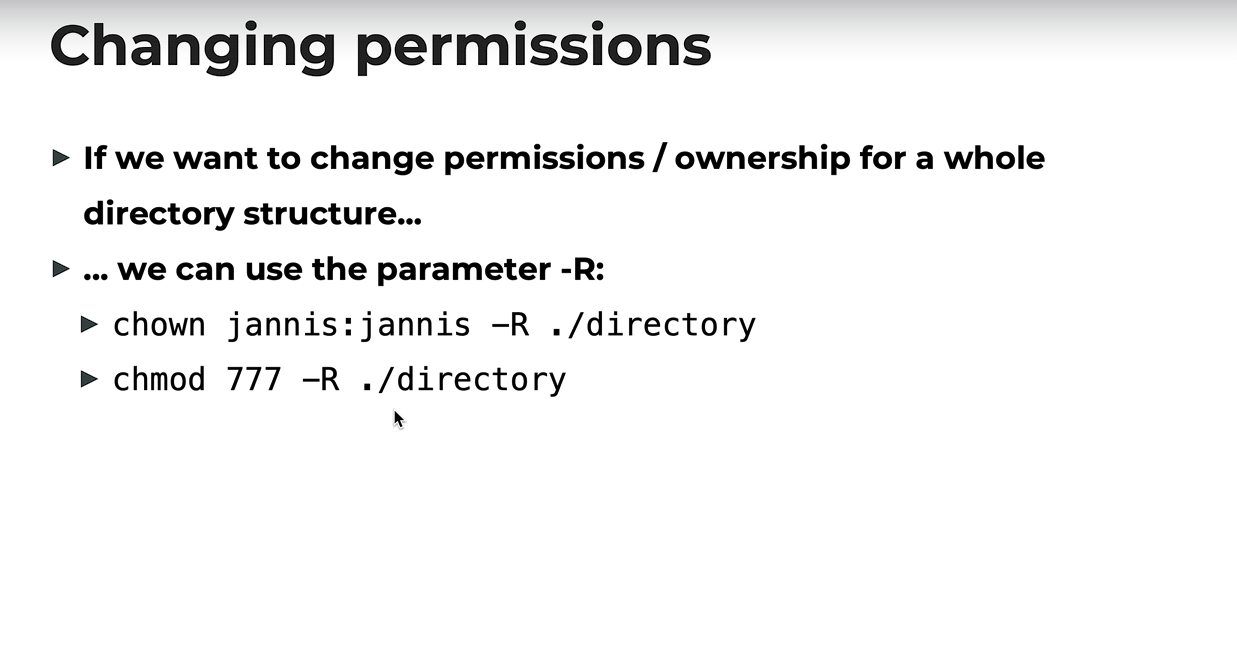 Changing permissions
If we want to change permissions / ownership for a whole
directory structure...
... we can use the parameter -R:
chown jannis:jannis -R ./directory
chmod 777 -R ./directory